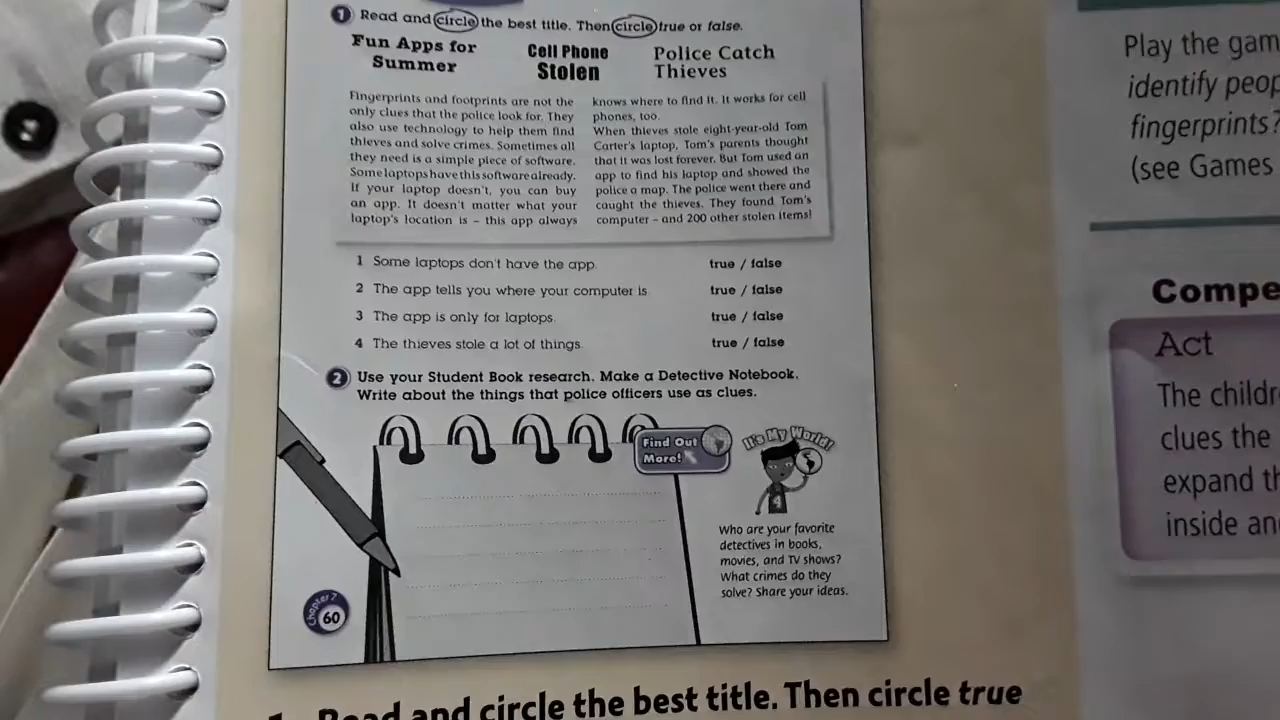 1 Read and circle the best title. Then circle true or false.
Fun Apps for
Summer
Cell Phone
Stolen
Police Catch
Thieves
Fingerprints and footprints are not the
only clues that the police look for. They
also use technology to help them find
thieves and solve crimes. Sometimes all
they need is a simple piece of software.
Some laptops have this software already.
If your laptop doesn't, you can buy
an app. It doesn't matter what your
laptop's location is – this app always
knows where to find it. It works for cell
phones, too.
When thieves stole eight-year-old Tom
Carter's laptop, Tom's parents thought
that it was lost forever. But Tom used an
app to find his laptop and showed the
police a map. The police went there and
caught the thieves. They found Tom's
computer – and 200 other stolen items!
1 Some laptops don't have the app. true / false
2 The app tells you where your computer is true / false
3 The app is only for laptops. true / false
4 The thieves stole a lot of things. true / false
2 Use your Student Book research. Make a Detective Notebook.
Write about the things that police officers use as clues.
Find Out
More!
It's My World!
4
Who are your favorite
detectives in books,
movies, and TV shows?
What crimes do they
solve? Share your ideas.
Chapter 7
60
Read and circle the best title. Then circle true
Play the gam
identify peop
fingerprints?
(see Games
Compe
Act
The childr
clues the
expand th
inside an